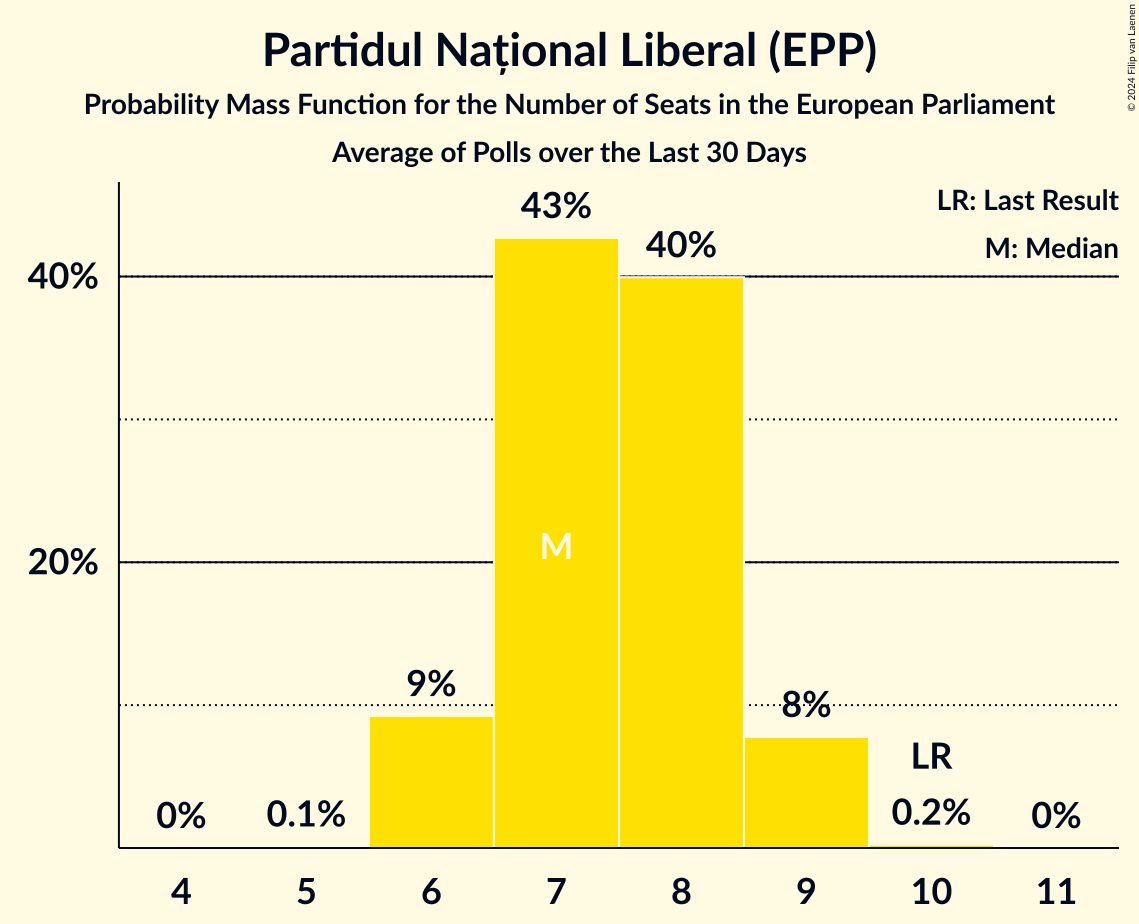 Partidul Național Liberal (EPP)
Probability Mass Function for the Number of Seats in the European Parliament
Average of Polls over the Last 30 Days
© 2024 Filip van Laenen
LR: Last Result
M: Median
43%
40%
40%
20%
M
9%
8%
LR
0%
0.1%
0.2%
0%
4 5 6 7 8 9 10 11